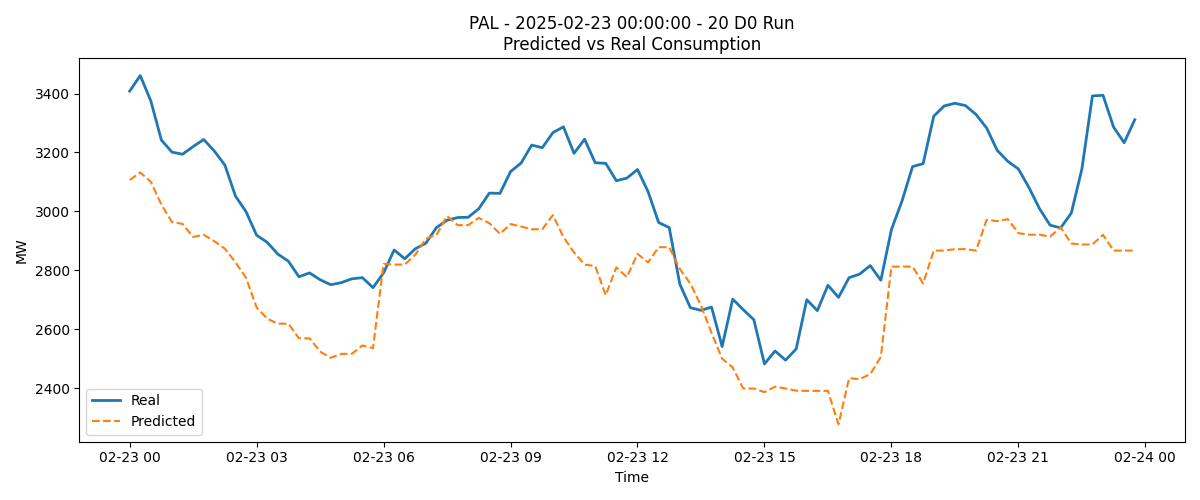 PAL - 2025-02-23 00:00:00 - 20 D0 Run
Predicted vs Real Consumption
MW
3400
3200
3000
2800
2600
2400
Real
Predicted
02-23 00 02-23 03 02-23 06 02-23 09 02-23 12 02-23 15 02-23 18 02-23 21 02-24 00
Time